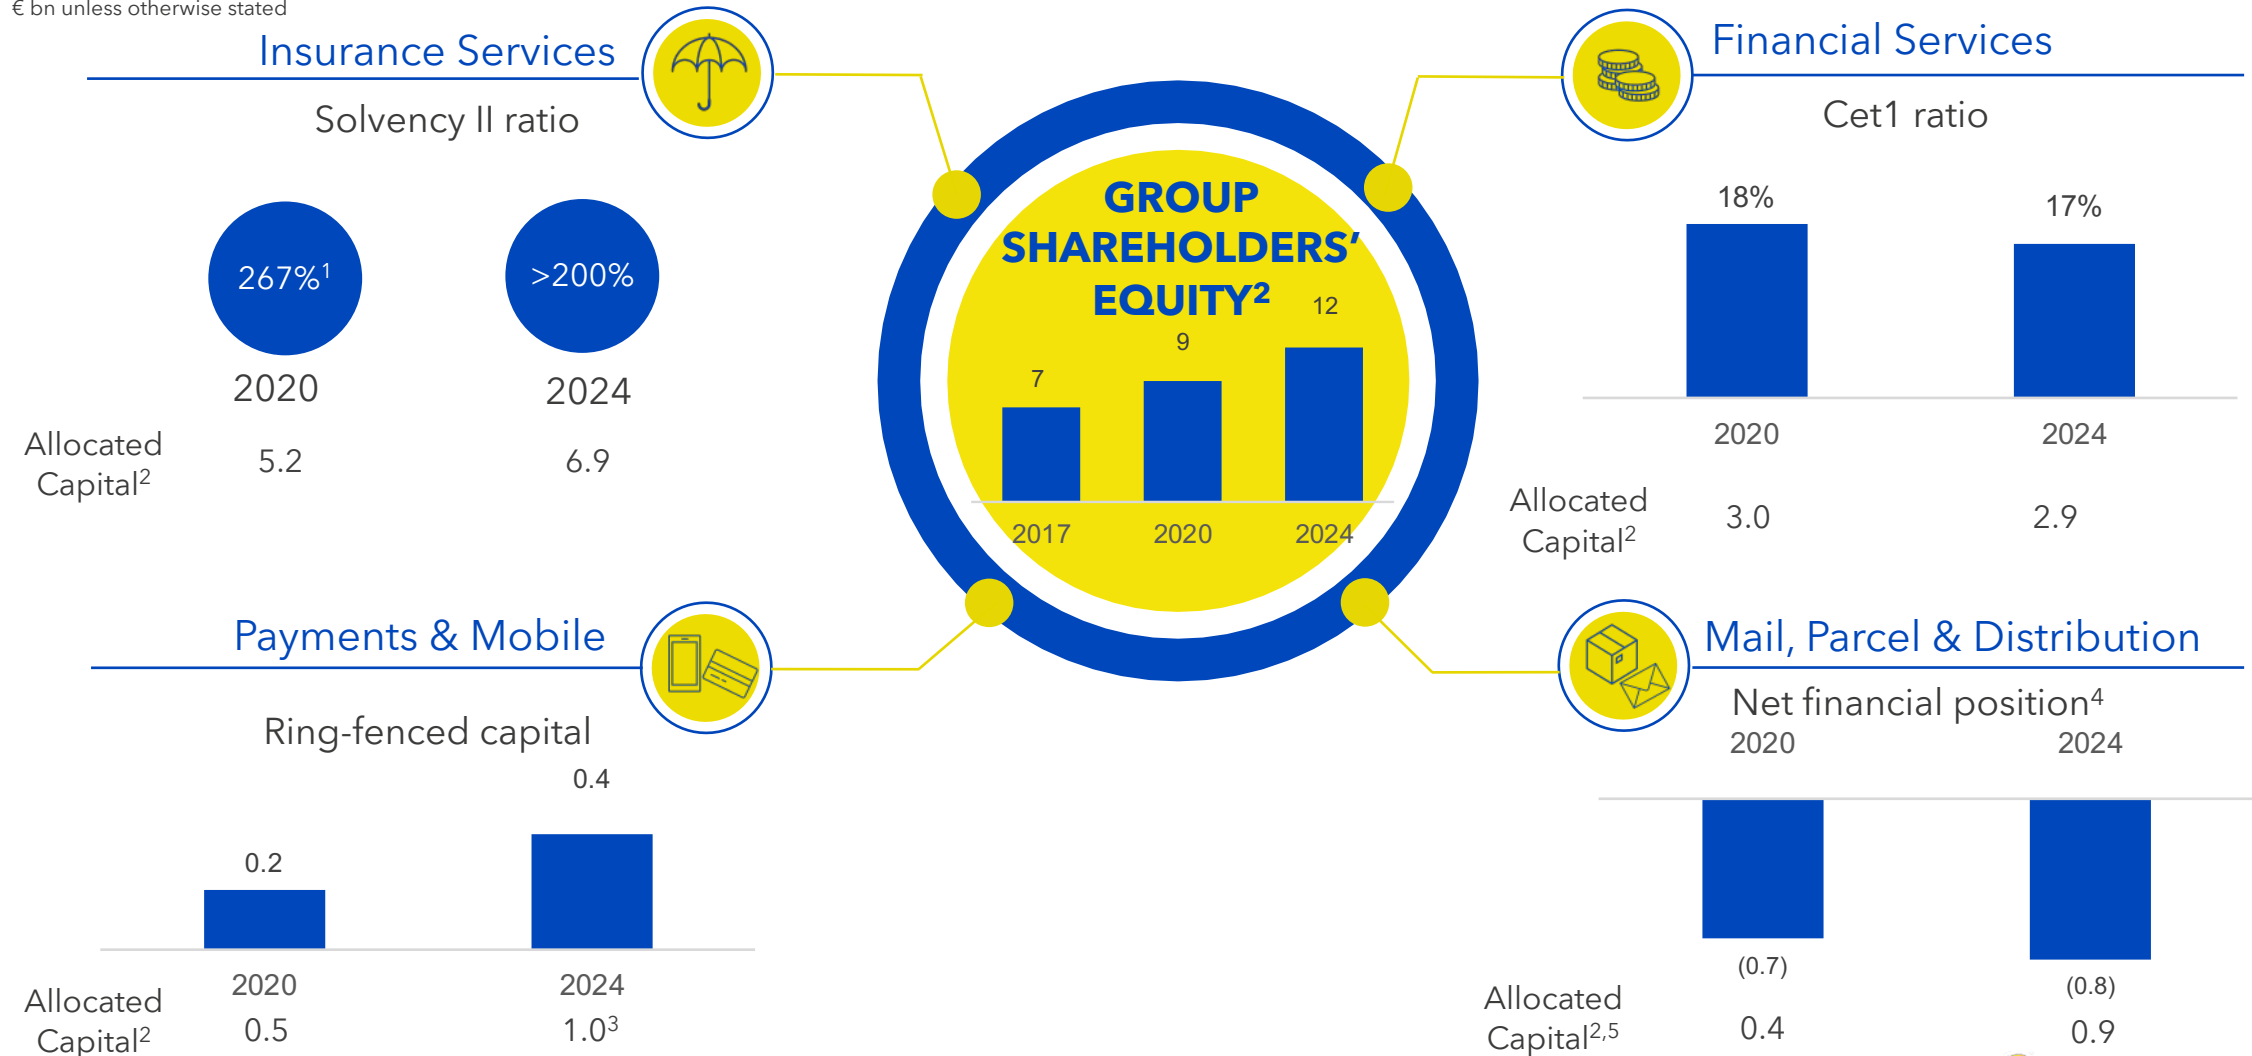 € bn unless otherwise stated
Insurance Services
Solvency II ratio
267%¹
>200%
2020
2024
Allocated
Capital²
5.2
6.9
GROUP
SHAREHOLDERS’
EQUITY²
7
9
12
2017
2020
2024
Financial Services
Cet1 ratio
18%
17%
2020
2024
Allocated
Capital²
3.0
2.9
Payments & Mobile
Ring-fenced capital
0.2
0.4
2020
2024
Allocated
Capital²
0.5
1.0³
Mail, Parcel & Distribution
Net financial position⁴
2020
2024
(0.7)
(0.8)
Allocated
Capital²,⁵
0.4
0.9